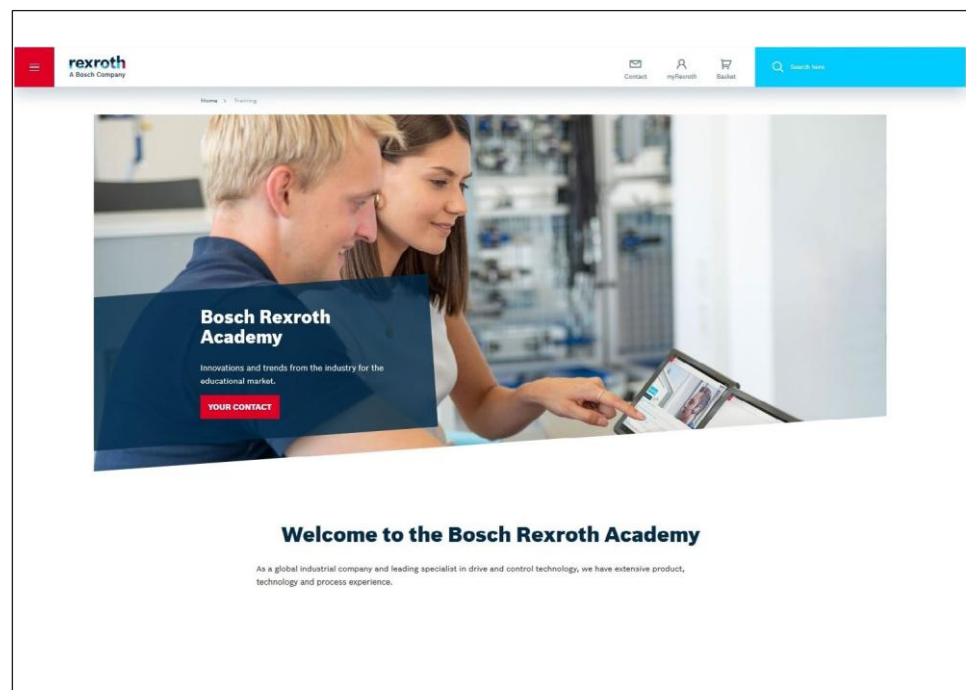 rexroth
A Bosch Company
Contact
myRexroth
Basket
Search here
Home > Training
Bosch Rexroth
Academy
Innovations and trends from the industry for the
educational market.
YOUR CONTACT
Welcome to the Bosch Rexroth Academy
As a global industrial company and leading specialist in drive and control technology, we have extensive product,
technology and process experience.